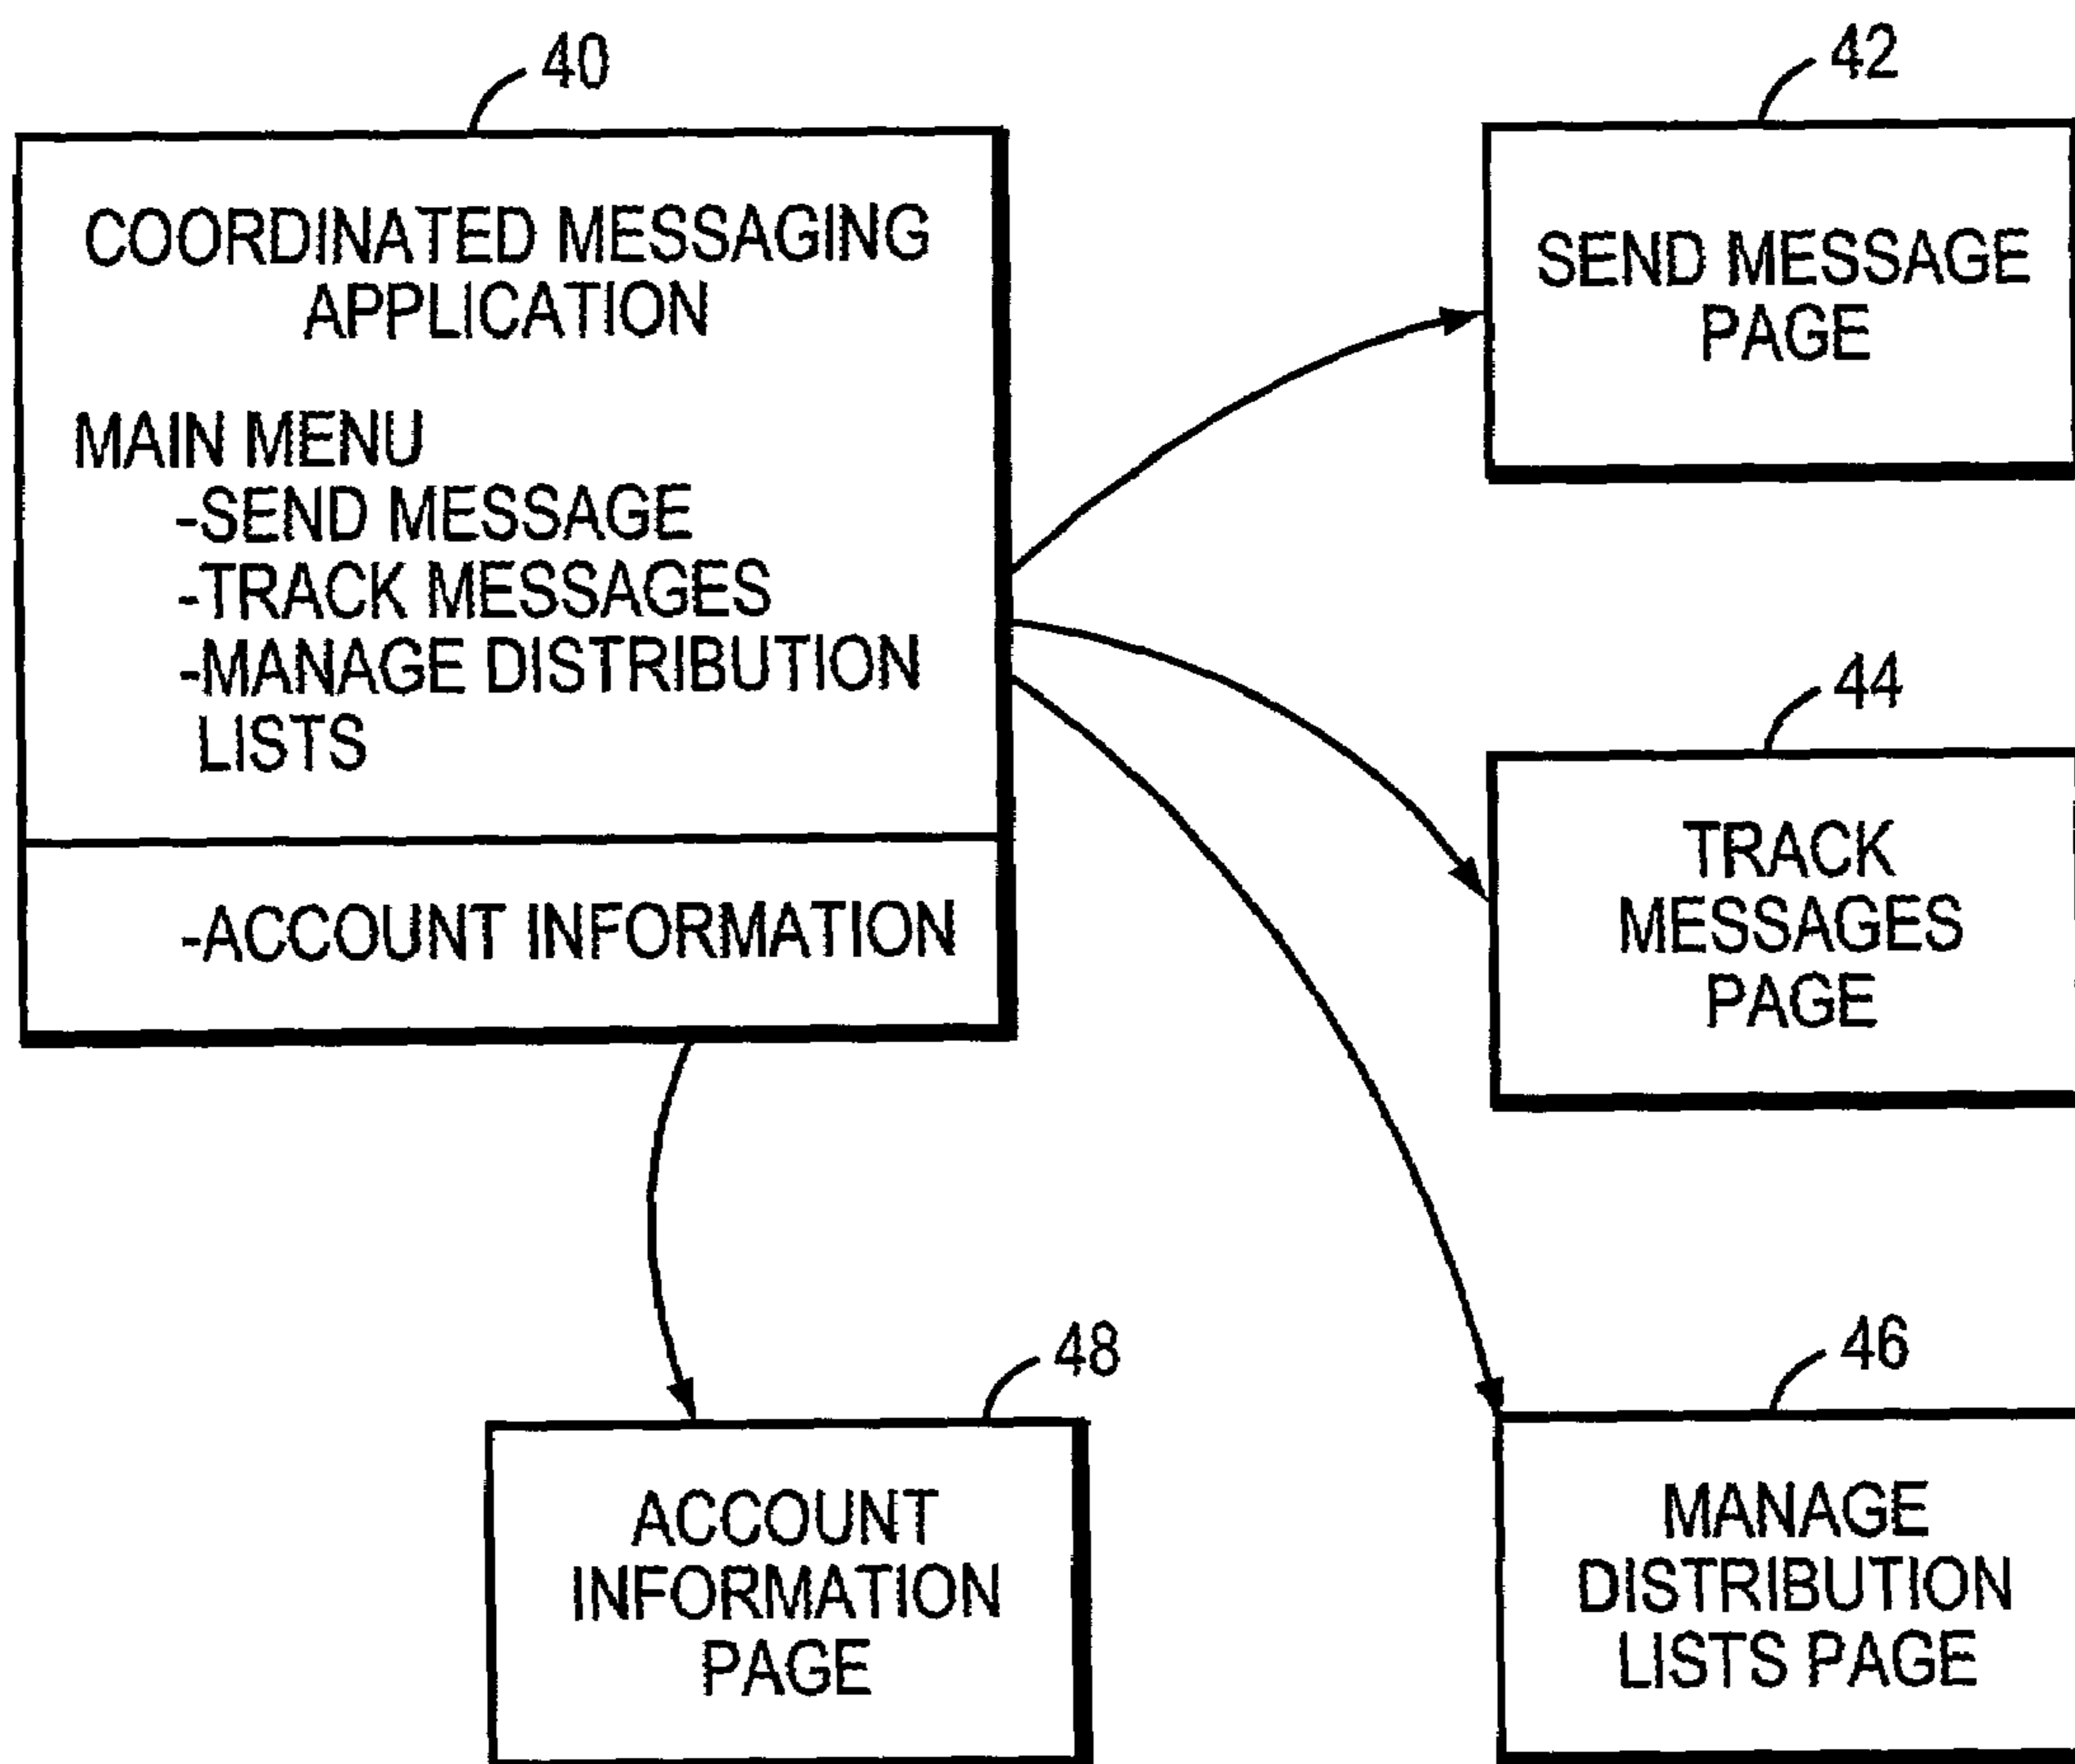 40
COORDINATED MESSAGING
APPLICATION
MAIN MENU
-SEND MESSAGE
-TRACK MESSAGES
-MANAGE DISTRIBUTION
LISTS
-ACCOUNT INFORMATION
42
SEND MESSAGE
PAGE
44
TRACK
MESSAGES
PAGE
48
ACCOUNT
INFORMATION
PAGE
46
MANAGE
DISTRIBUTION
LISTS PAGE